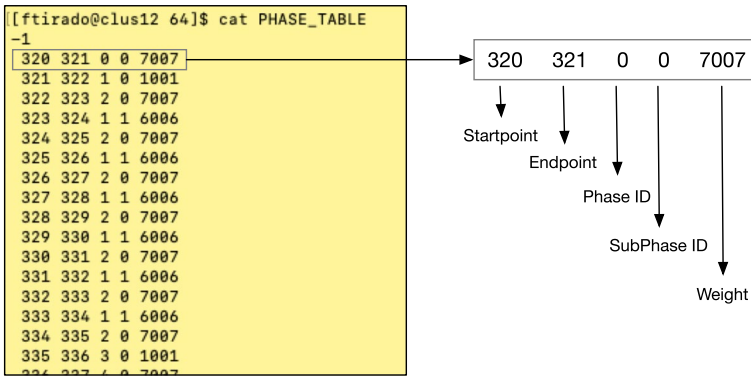 [[ftirado@clus12 64]$ cat PHASE_TABLE
-1
320 321 0 0 7007
321 322 1 0 1001
322 323 2 0 7007
323 324 1 1 6006
324 325 2 0 7007
325 326 1 1 6006
326 327 2 0 7007
327 328 1 1 6006
328 329 2 0 7007
329 330 1 1 6006
330 331 2 0 7007
331 332 1 1 6006
332 333 2 0 7007
333 334 1 1 6006
334 335 2 0 7007
335 336 3 0 1001
320 321 0 0 7007
Startpoint
Endpoint
Phase ID
SubPhase ID
Weight